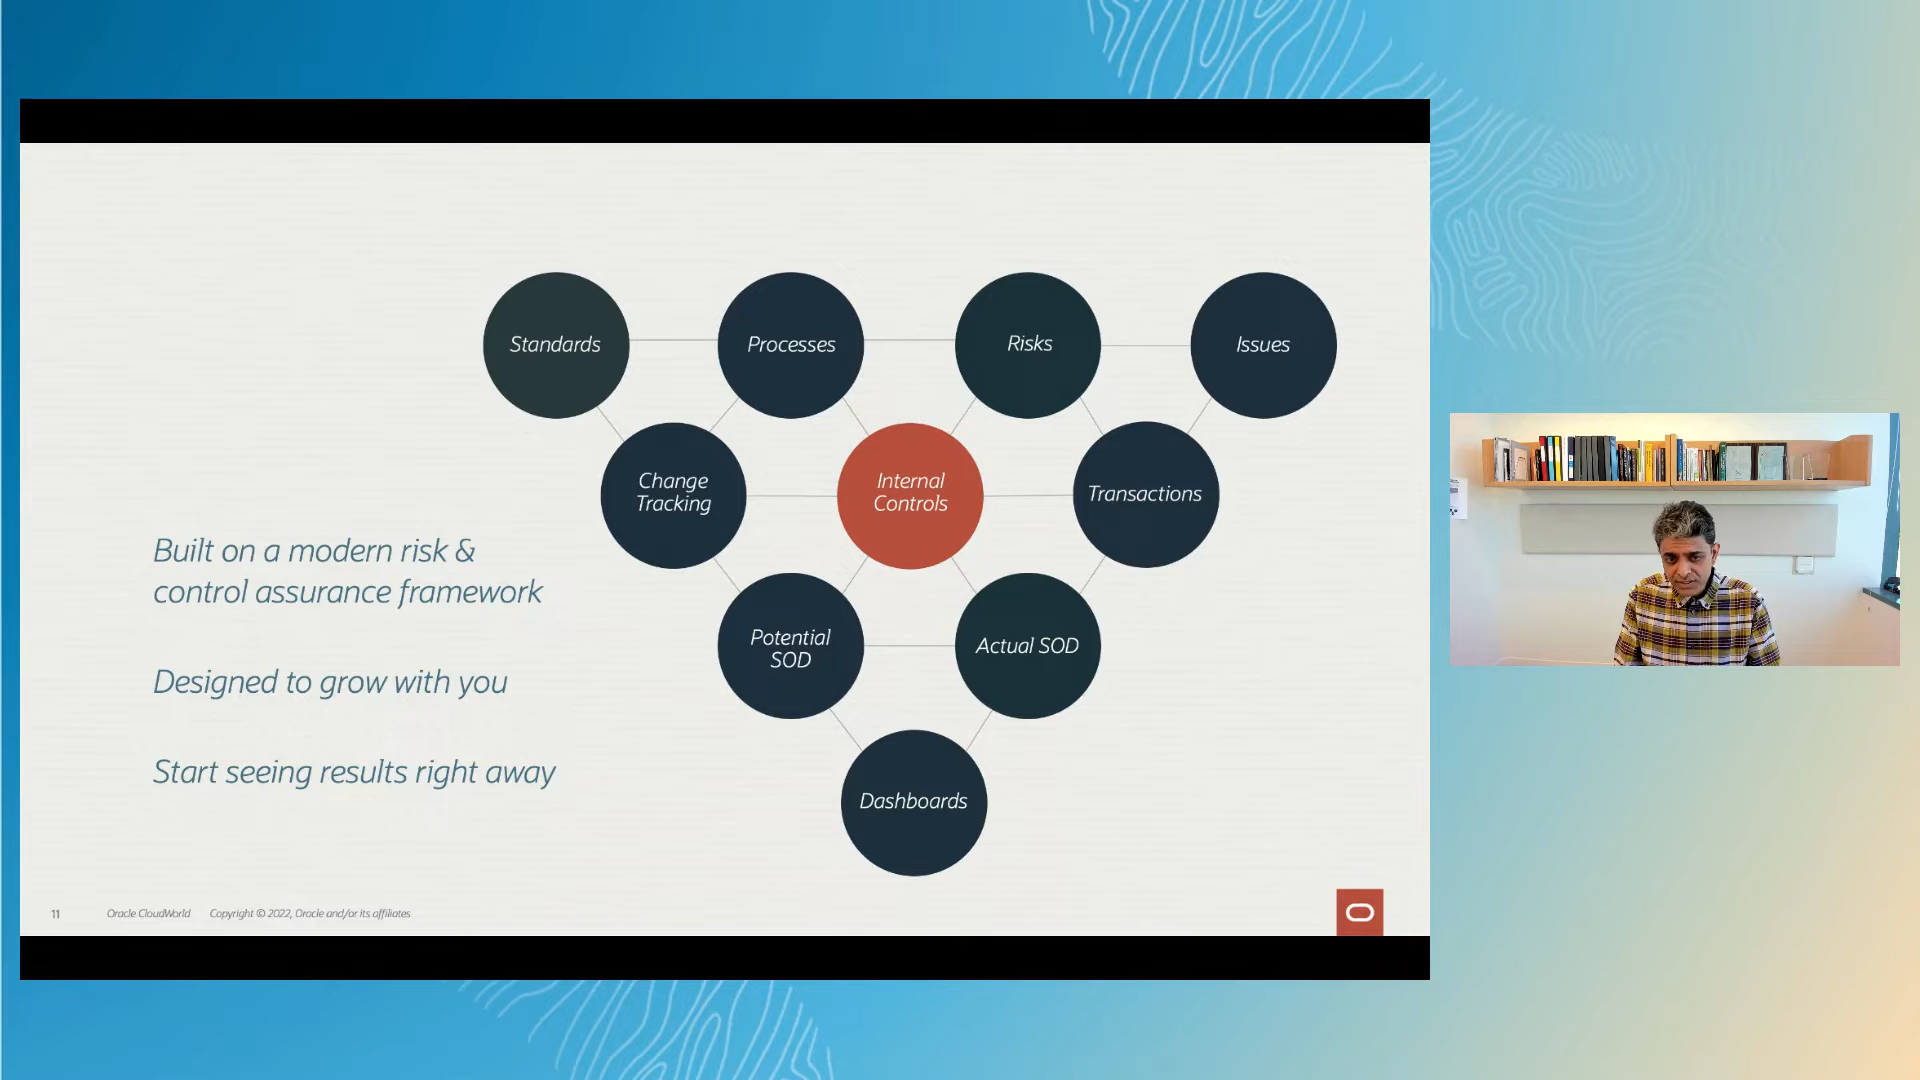 Standards
Processes
Risks
Issues
Change
Tracking
Internal
Controls
Transactions
Built on a modern risk &
control assurance framework
Potential
SOD
Actual SOD
Designed to grow with you
Start seeing results right away
Dashboards
11 Oracle CloudWorld Copyright © 2022, Oracle and/or its affiliates